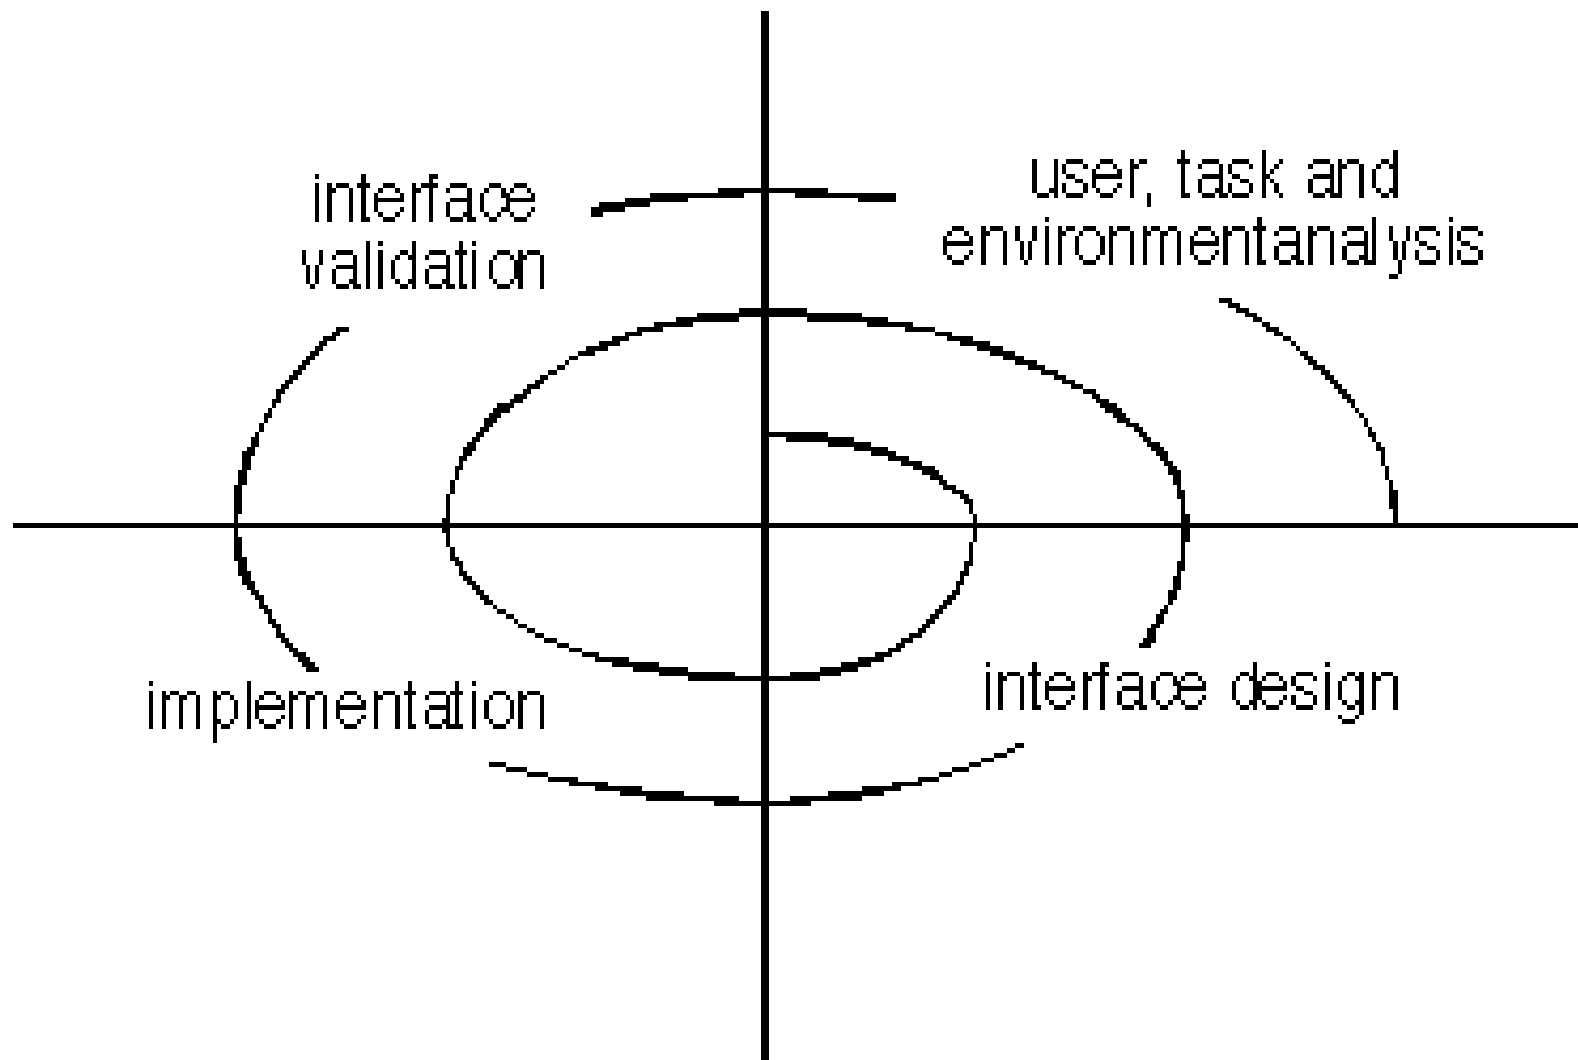 interface
validation
user, task and
environmentanalysis
implementation
interface design